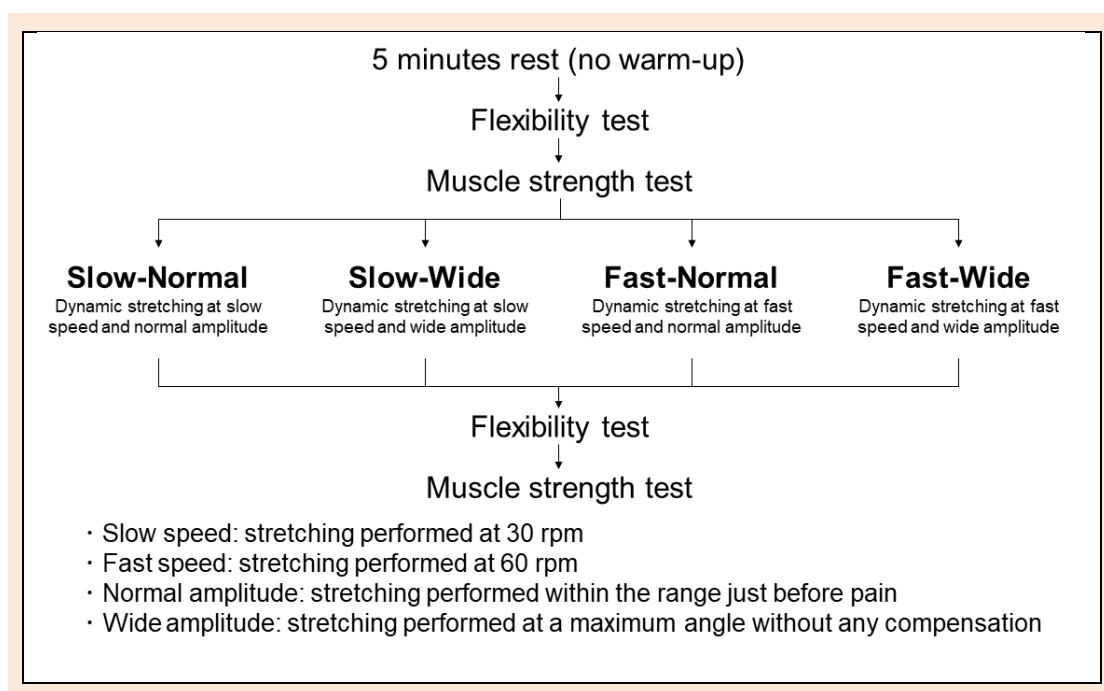 5 minutes rest (no warm-up)
Flexibility test
Muscle strength test
Slow-Normal
Dynamic stretching at slow
speed and normal amplitude
Slow-Wide
Dynamic stretching at slow
speed and wide amplitude
Fast-Normal
Dynamic stretching at fast
speed and normal amplitude
Fast-Wide
Dynamic stretching at fast
speed and wide amplitude
Flexibility test
Muscle strength test
・Slow speed: stretching performed at 30 rpm
・Fast speed: stretching performed at 60 rpm
・Normal amplitude: stretching performed within the range just before pain
・Wide amplitude: stretching performed at a maximum angle without any compensation